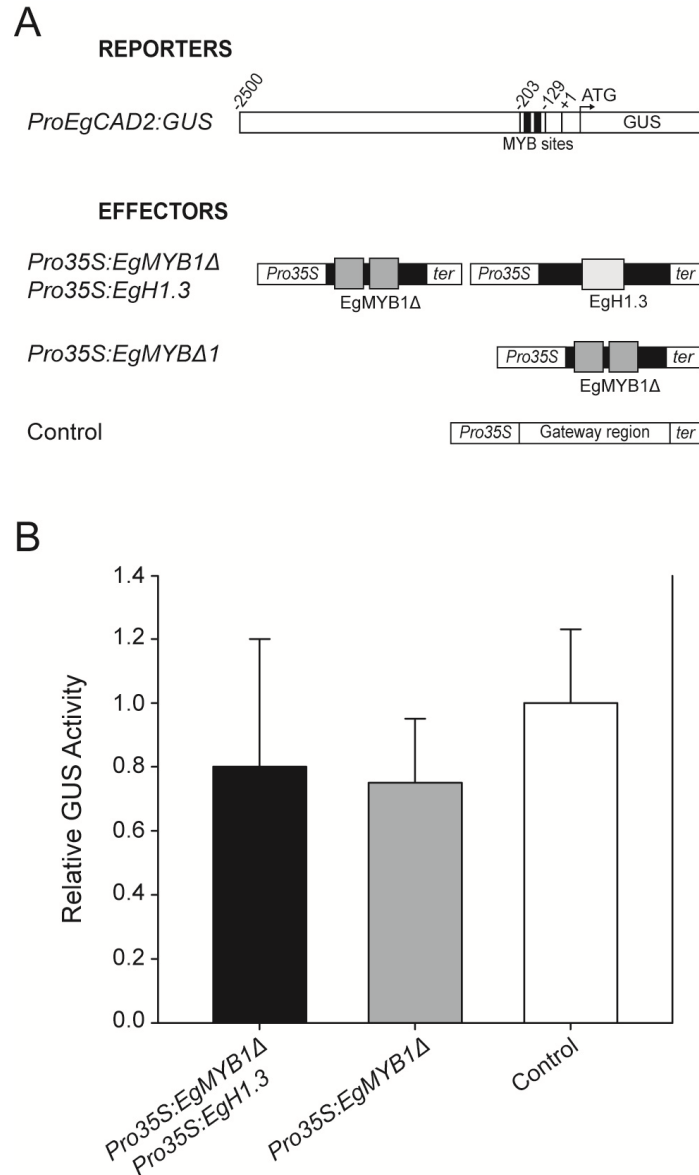 A
REPORTERS
-2500
-203
-129
+1
ATG
ProEgCAD2:GUS
GUS
MYB sites
EFFECTORS
Pro35S:EgMYB1Δ
Pro35S:EgH1.3
Pro35S
ter
Pro35S
ter
EgMYB1Δ
EgH1.3
Pro35S:EgMYBΔ1
Pro35S
ter
EgMYB1Δ
Control
Pro35S
Gateway region
ter
B
Relative GUS Activity
1.4
1.2
1.0
0.8
0.6
0.4
0.2
0.0
Pro35S:EgMYB1Δ
Pro35S:EgH1.3
Pro35S:EgMYB1Δ
Control